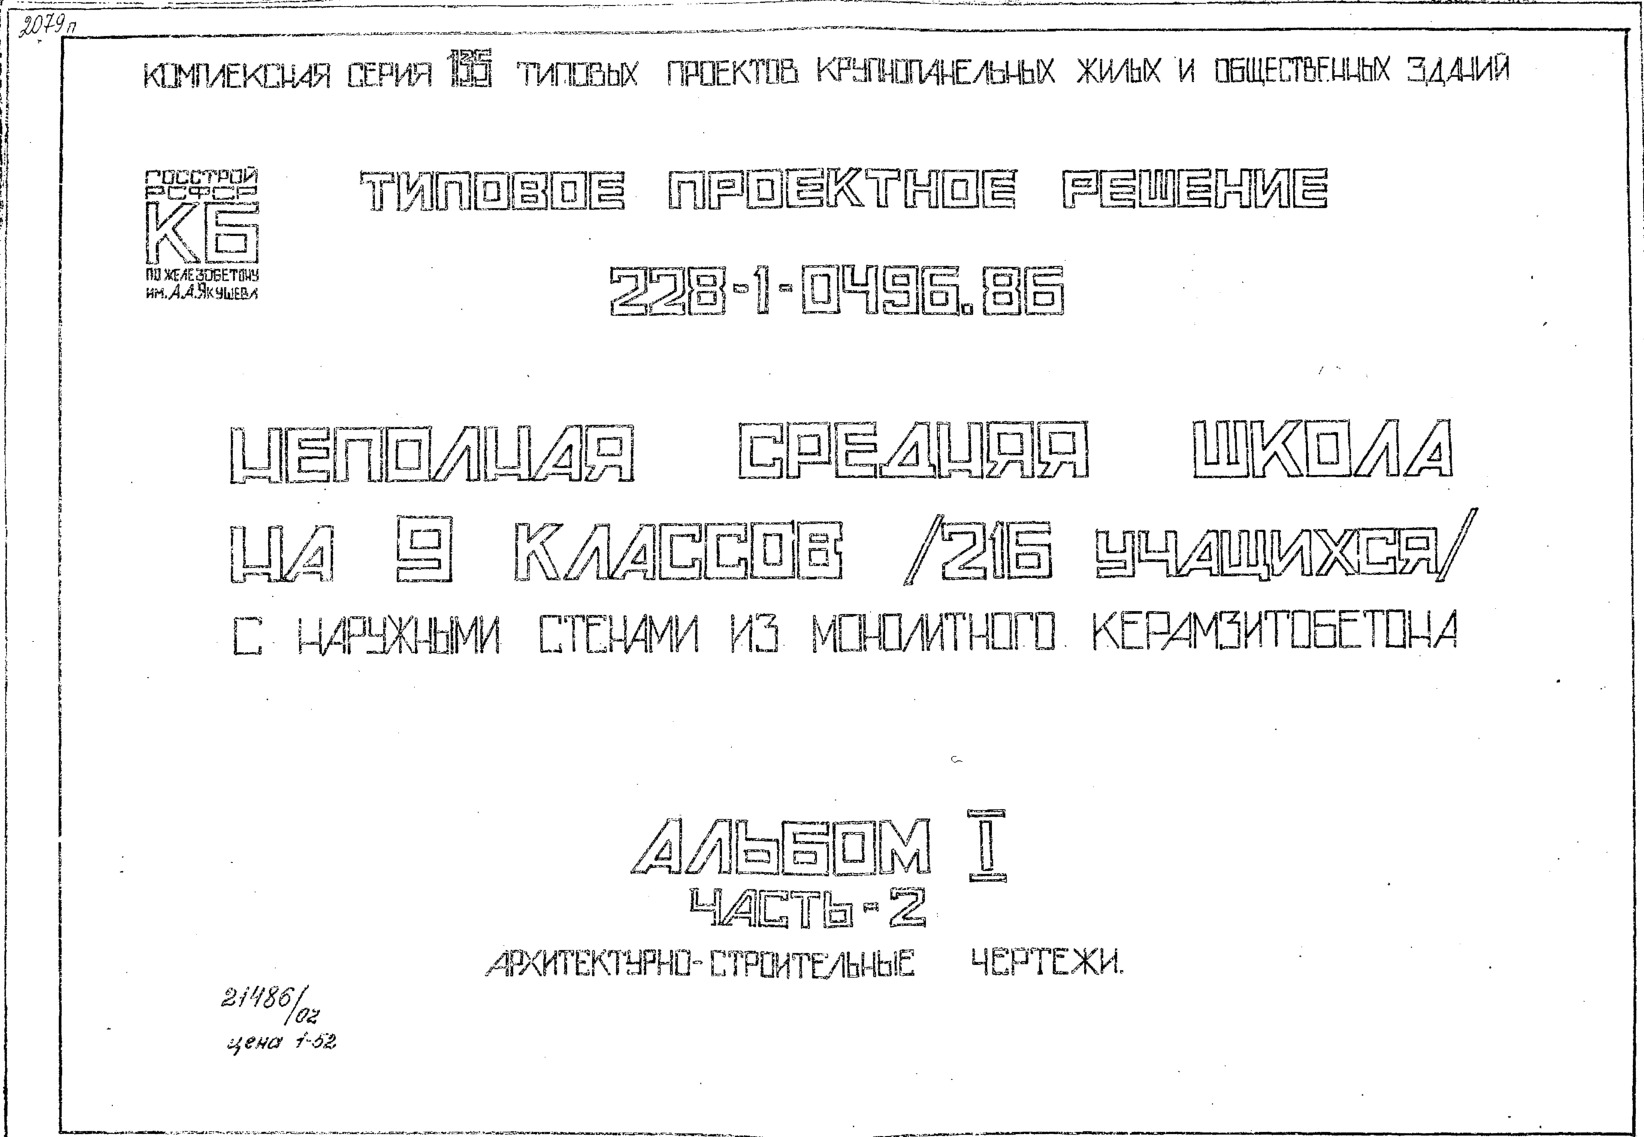 2079п
КОМПЛЕКСНАЯ СЕРИЯ 135 ТИПОВЫХ ПРОЕКТОВ КРУПНОПАНЕЛЬНЫХ ЖИЛЫХ И ОБЩЕСТВЕННЫХ ЗДАНИЙ
ГОССТРОЙ
РСФСР
КБ
ПО ЖЕЛЕЗОБЕТОНУ
ИМ. А.А.ЯКУШЕВА
ТИПОВОЕ ПРОЕКТНОЕ РЕШЕНИЕ
228-1-0496.86
НЕПОЛНАЯ СРЕДНЯЯ ШКОЛА
НА 9 КЛАССОВ /216 УЧАЩИХСЯ/
С НАРУЖНЫМИ СТЕНАМИ ИЗ МОНОЛИТНОГО КЕРАМЗИТОБЕТОНА
АЛЬБОМ I
ЧАСТЬ-2
АРХИТЕКТУРНО-СТРОИТЕЛЬНЫЕ ЧЕРТЕЖИ.
21486/02
цена 1-52